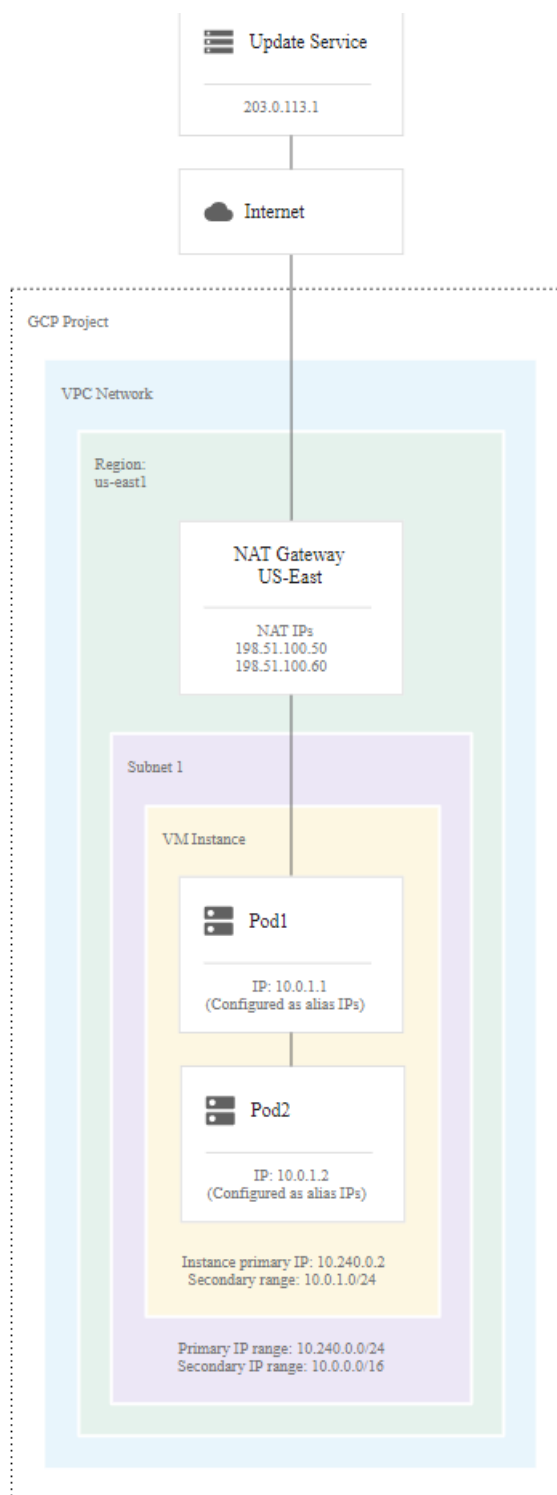 Update Service
203.0.113.1
Internet
GCP Project
VPC Network
Region:
us-east1
NAT Gateway
US-East
NAT IPs
198.51.100.50
198.51.100.60
Subnet 1
VM Instance
Pod1
IP: 10.0.1.1
(Configured as alias IPs)
Pod2
IP: 10.0.1.2
(Configured as alias IPs)
Instance primary IP: 10.240.0.2
Secondary range: 10.0.1.0/24
Primary IP range: 10.240.0.0/24
Secondary IP range: 10.0.0.0/16